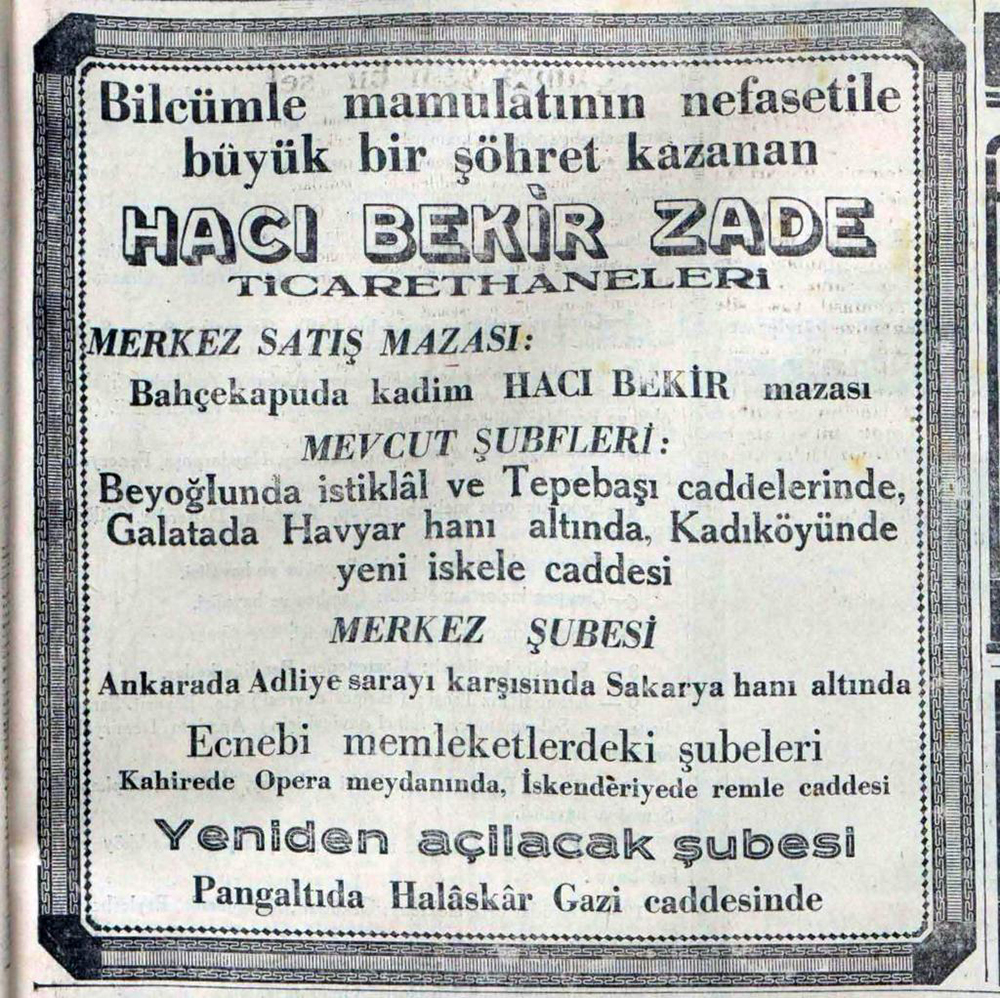 Bilcümle mamulâtının nefasetile
büyük bir şöhret kazanan
HACI BEKİR ZADE
TiCARETHANELERi
MERKEZ SATIŞ MAZASI:
Bahçekapuda kadim HACI BEKİR mazası
MEVCUT ŞUBFLERİ:
Beyoğlunda istiklâl ve Tepebaşı caddelerinde,
Galatada Havyar hanı altında, Kadıköyünde
yeni iskele caddesi
MERKEZ ŞUBESİ
Ankarada Adliye sarayı karşısında Sakarya hanı altında
Ecnebi memleketlerdeki şubeleri
Kahirede Opera meydanında, İskenderiyede remle caddesi
Yeniden açilacak şubesi
Pangaltıda Halâskâr Gazi caddesinde